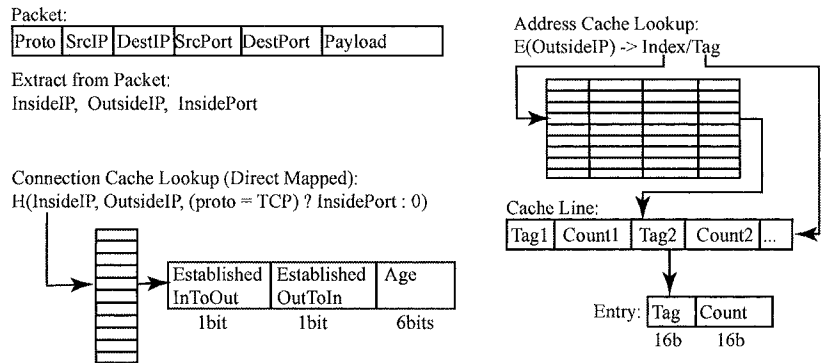 Packet:
Proto SrcIP DestIP SrcPort DestPort Payload
Extract from Packet:
InsideIP, OutsideIP, InsidePort
Connection Cache Lookup (Direct Mapped):
H(InsideIP, OutsideIP, (proto = TCP) ? InsidePort : 0)
Established InToOut
Established OutToIn
Age
1bit 1bit 6bits
Address Cache Lookup:
E(OutsideIP) -> Index/Tag
Cache Line:
Tag1 Count1 Tag2 Count2 ...
Entry: Tag Count
16b 16b